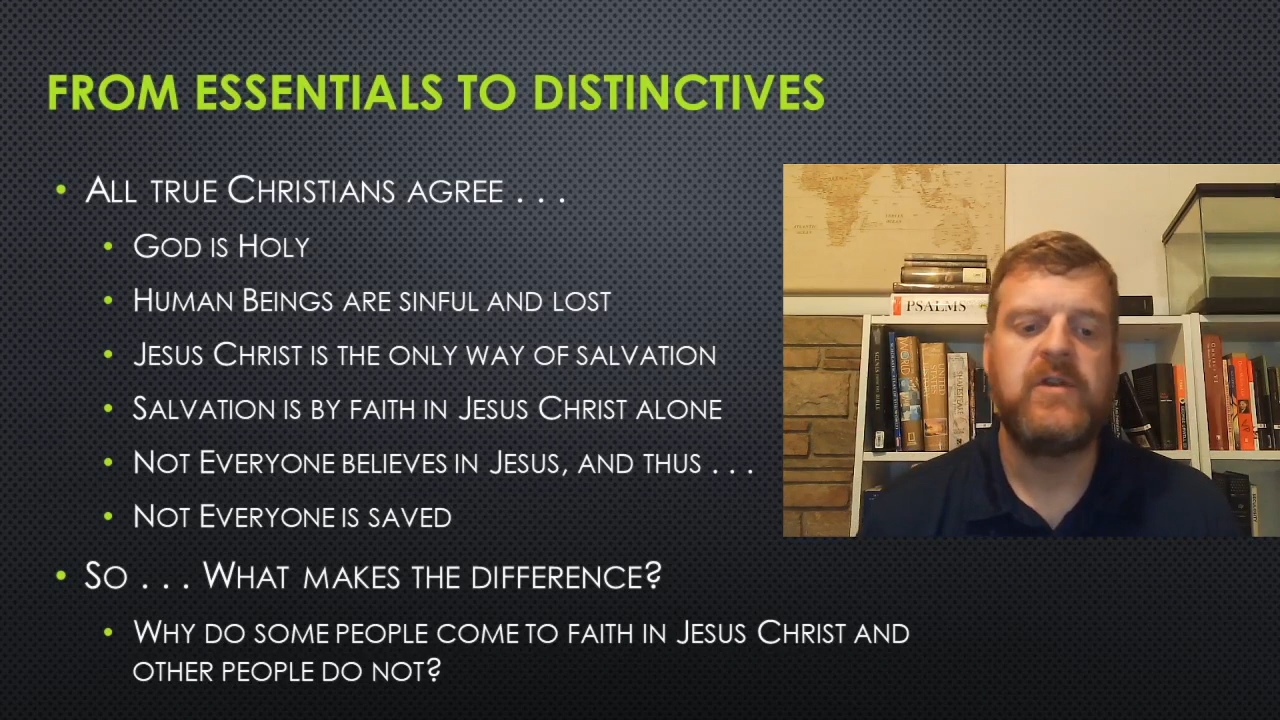 FROM ESSENTIALS TO DISTINCTIVES
• ALL TRUE CHRISTIANS AGREE . . .
• GOD IS HOLY
• HUMAN BEINGS ARE SINFUL AND LOST
• JESUS CHRIST IS THE ONLY WAY OF SALVATION
• SALVATION IS BY FAITH IN JESUS CHRIST ALONE
• NOT EVERYONE BELIEVES IN JESUS, AND THUS . . .
• NOT EVERYONE IS SAVED
• SO . . . WHAT MAKES THE DIFFERENCE?
• WHY DO SOME PEOPLE COME TO FAITH IN JESUS CHRIST AND
OTHER PEOPLE DO NOT?
PSALMS
WORLD